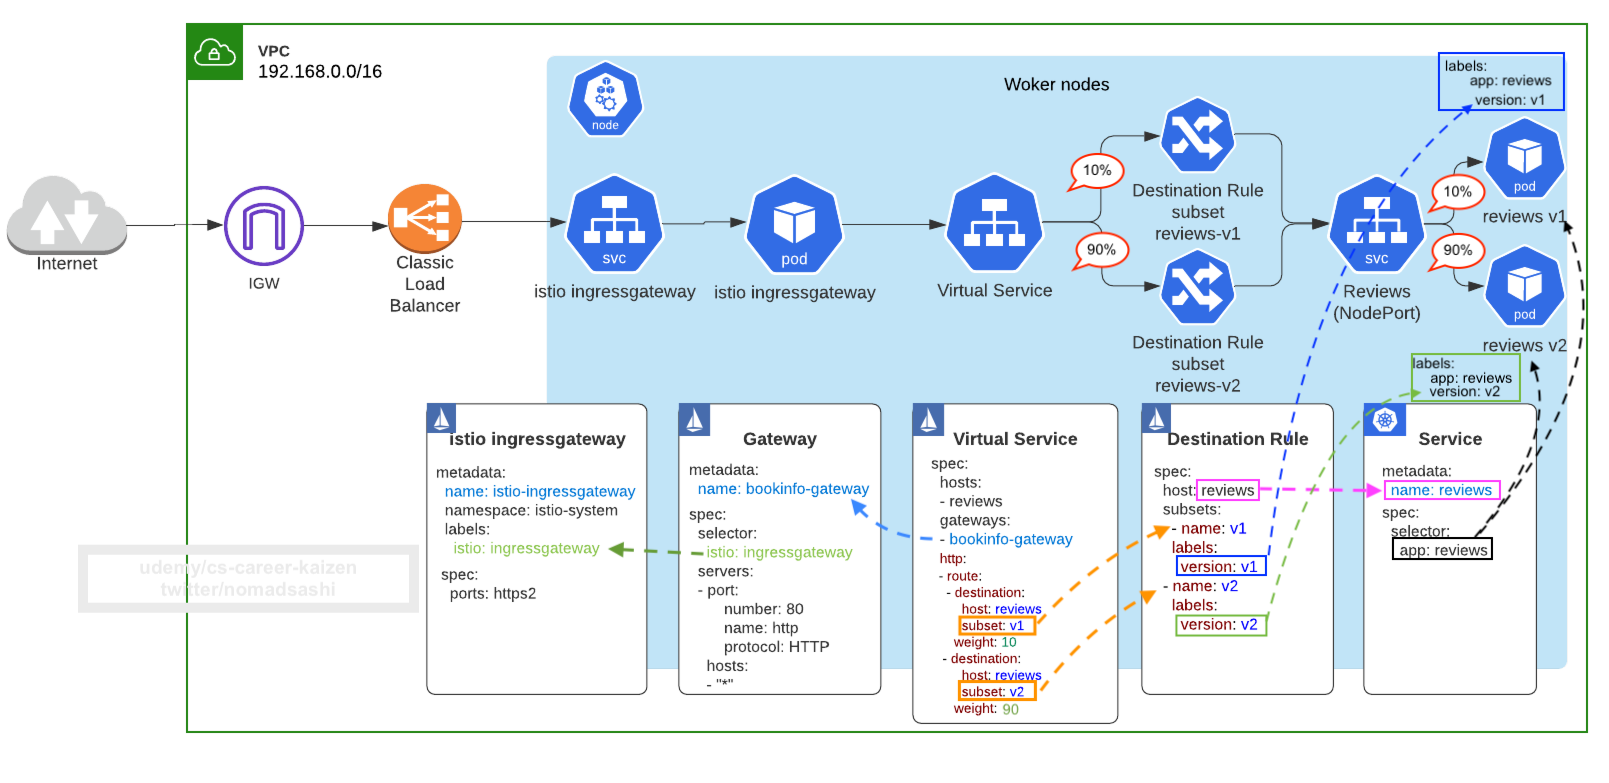 VPC
192.168.0.0/16
Woker nodes
node
labels:
app: reviews
version: v1
10%
Destination Rule
subset
reviews-v1
90%
10%
pod
reviews v1
90%
Internet
IGW
Classic
Load
Balancer
svc
istio ingressgateway
pod
istio ingressgateway
Virtual Service
Destination Rule
subset
reviews-v2
svc
Reviews
(NodePort)
pod
reviews v2
labels:
app: reviews
version: v2
istio ingressgateway
metadata:
name: istio-ingressgateway
namespace: istio-system
labels:
istio: ingressgateway
spec:
ports: https2
Gateway
metadata:
name: bookinfo-gateway
spec:
selector:
istio: ingressgateway
servers:
- port:
number: 80
name: http
protocol: HTTP
hosts:
- "*"
Virtual Service
spec:
hosts:
- reviews
gateways:
- bookinfo-gateway
http:
- route:
- destination:
host: reviews
subset: v1
weight: 10
- destination:
host: reviews
subset: v2
weight: 90
Destination Rule
spec:
host: reviews
subsets:
- name: v1
labels:
version: v1
- name: v2
labels:
version: v2
Service
metadata:
name: reviews
spec:
selector:
app: reviews
udemy/cs-career-kaizen
twitter/nomadsashi